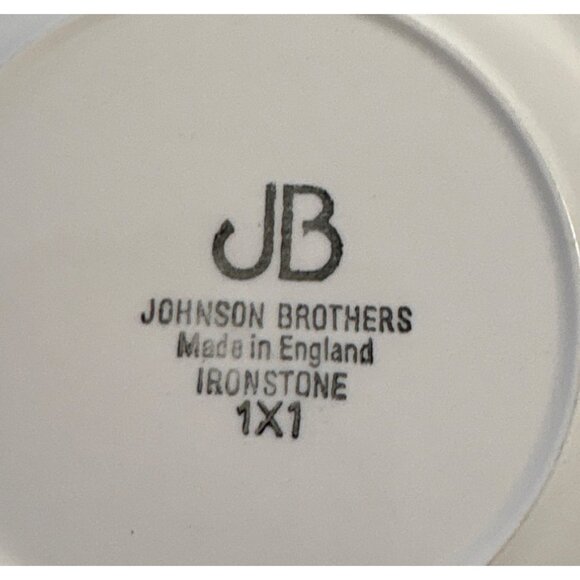 JB
JOHNSON BROTHERS
Made in England
IRONSTONE
1X1